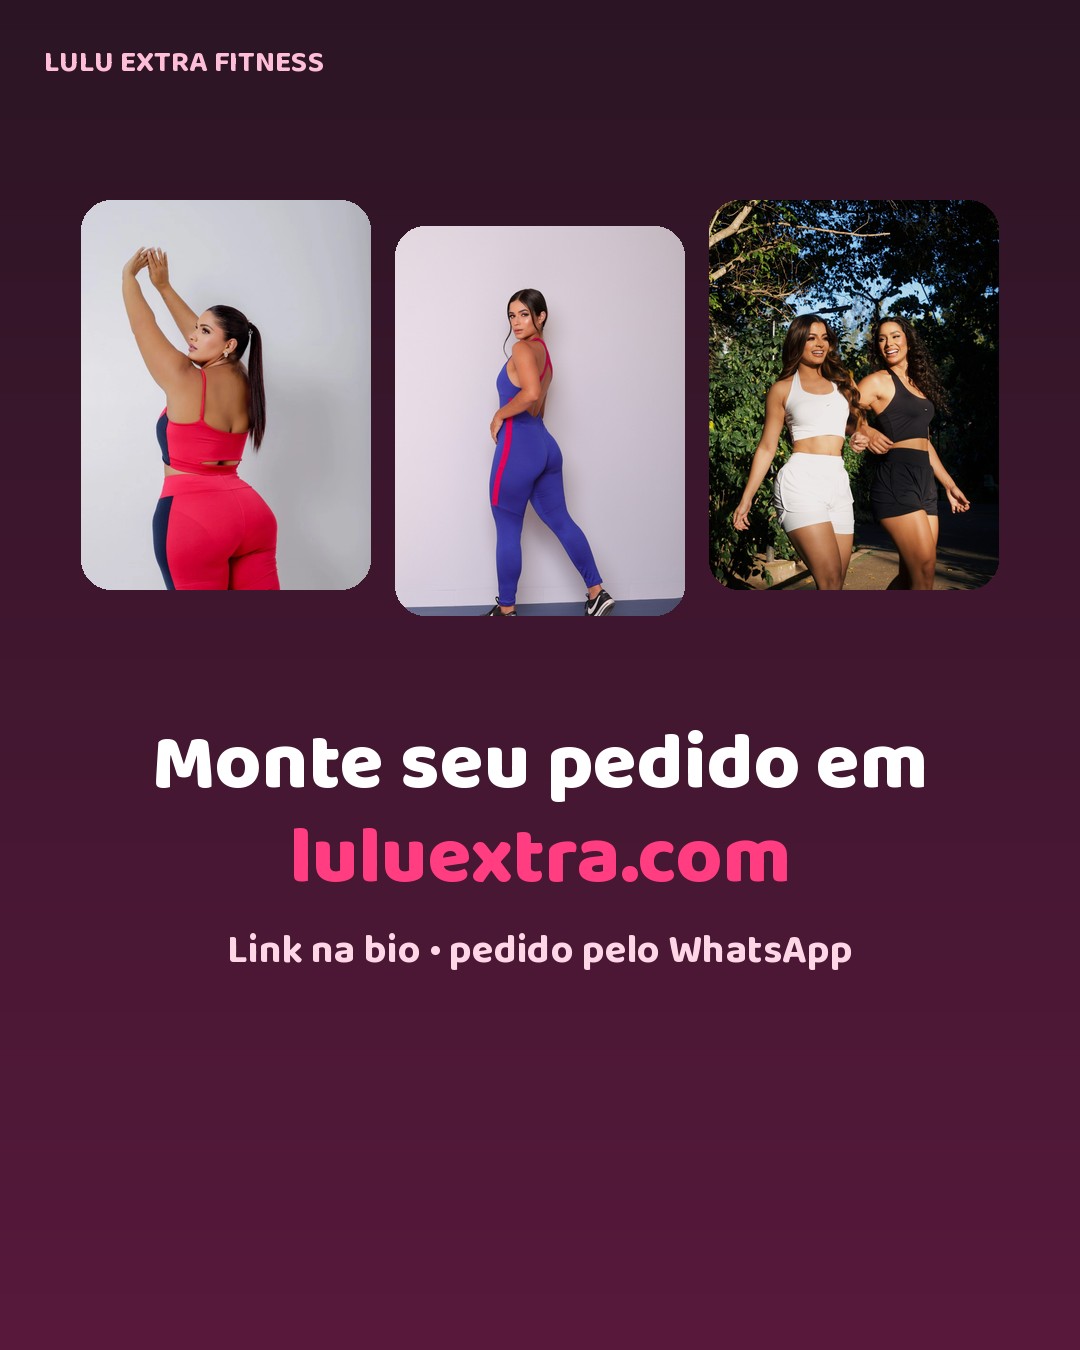 LULU EXTRA FITNESS
Monte seu pedido em
luluextra.com
Link na bio • pedido pelo WhatsApp